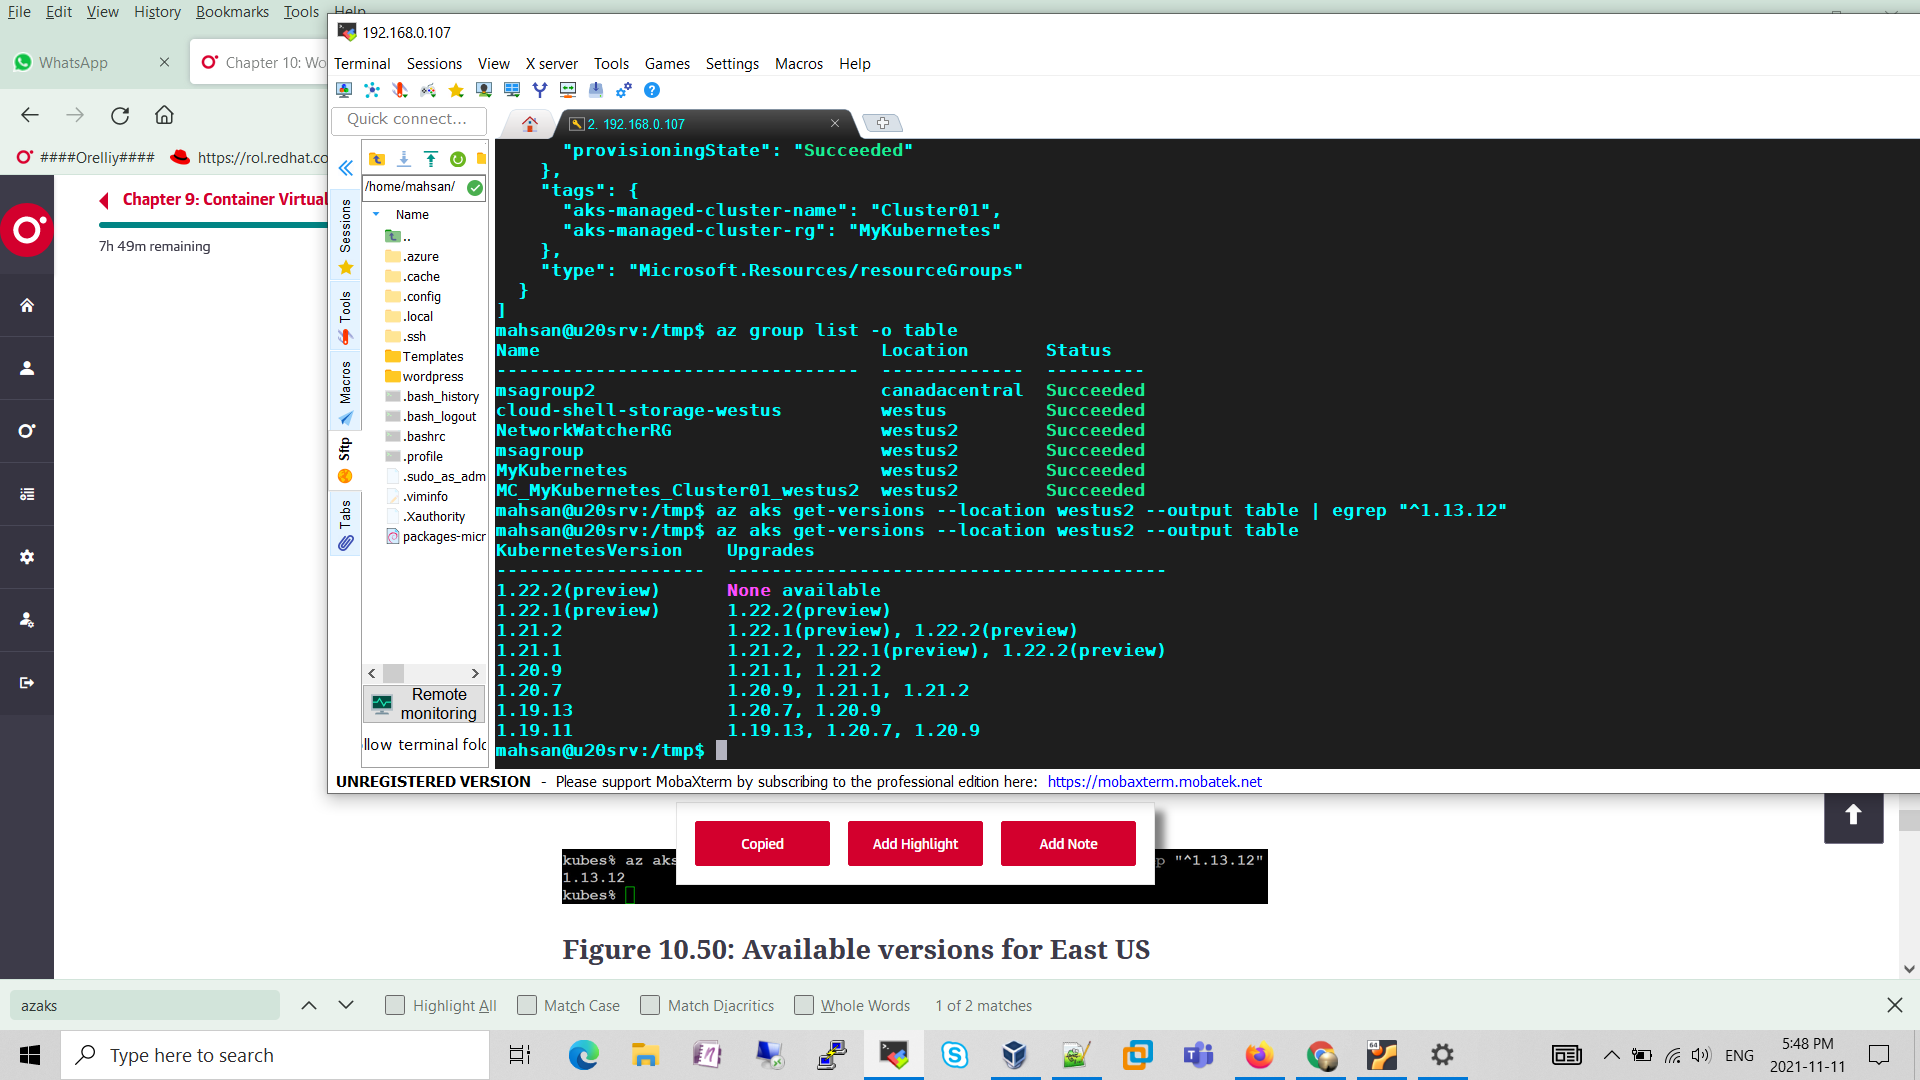 File Edit View History Bookmarks Tools Help
WhatsApp
Chapter 10: Wo
####Orelliy####
https://rol.redhat.co
Chapter 9: Container Virtual
7h 49m remaining
192.168.0.107
Terminal Sessions View X server Tools Games Settings Macros Help
Quick connect...
2. 192.168.0.107
/home/mahsan/
Name
..
.azure
.cache
.config
.local
.ssh
Templates
wordpress
.bash_history
.bash_logout
.bashrc
.profile
.sudo_as_adm
.viminfo
.Xauthority
packages-micr
Sessions
Tools
Macros
Sftp
Tabs
Remote
monitoring
llow terminal fold
"provisioningState": "Succeeded"
},
"tags": {
"aks-managed-cluster-name": "Cluster01",
"aks-managed-cluster-rg": "MyKubernetes"
},
"type": "Microsoft.Resources/resourceGroups"
}
]
mahsan@u20srv:/tmp$ az group list -o table
Name Location Status
--------------------------------- ------------- ---------
msagroup2 canadacentral Succeeded
cloud-shell-storage-westus westus Succeeded
NetworkWatcherRG westus2 Succeeded
msagroup westus2 Succeeded
MyKubernetes westus2 Succeeded
MC_MyKubernetes_Cluster01_westus2 westus2 Succeeded
mahsan@u20srv:/tmp$ az aks get-versions --location westus2 --output table | egrep "^1.13.12"
mahsan@u20srv:/tmp$ az aks get-versions --location westus2 --output table
KubernetesVersion Upgrades
------------------- ----------------------------------------
1.22.2(preview) None available
1.22.1(preview) 1.22.2(preview)
1.21.2 1.22.1(preview), 1.22.2(preview)
1.21.1 1.21.2, 1.22.1(preview), 1.22.2(preview)
1.20.9 1.21.1, 1.21.2
1.20.7 1.20.9, 1.21.1, 1.21.2
1.19.13 1.20.7, 1.20.9
1.19.11 1.19.13, 1.20.7, 1.20.9
mahsan@u20srv:/tmp$
UNREGISTERED VERSION - Please support MobaXterm by subscribing to the professional edition here: https://mobaxterm.mobatek.net
Copied
Add Highlight
Add Note
kubes% az aks p "^1.13.12"
1.13.12
kubes%
Figure 10.50: Available versions for East US
azaks
Highlight All
Match Case
Match Diacritics
Whole Words
1 of 2 matches
Type here to search
ENG
5:48 PM
2021-11-11